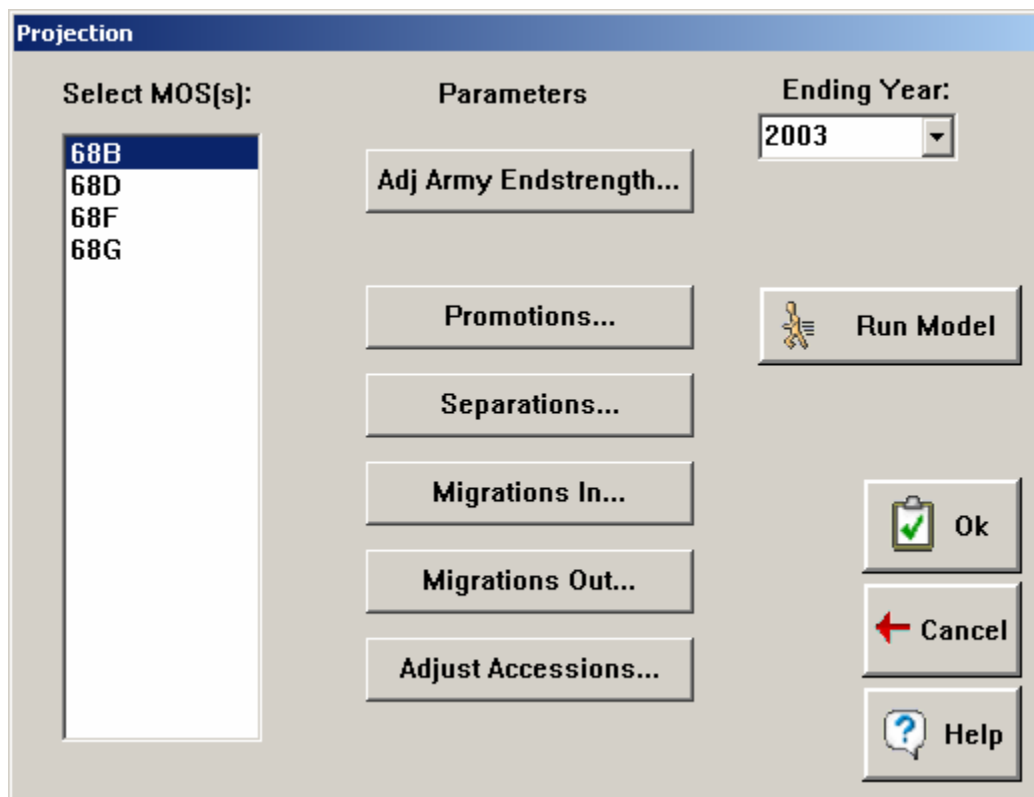 Projection
Select MOS(s):
68B
68D
68F
68G
Parameters
Adj Army Endstrength...
Promotions...
Separations...
Migrations In...
Migrations Out...
Adjust Accessions...
Ending Year:
2003
Run Model
Ok
Cancel
Help